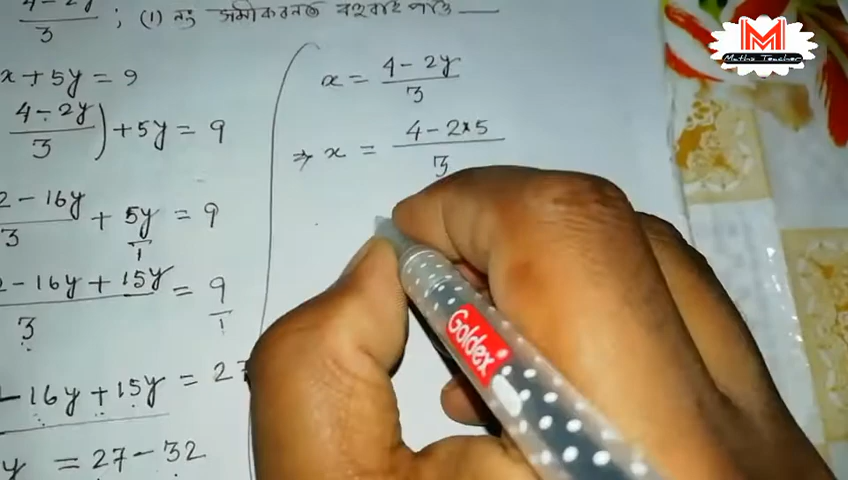 4-2y/3 ; (1) নং সমীকরনত বহুবাই পাওঁ —
x+5y = 9
4-2y/3) + 5y = 9
2-16y/3 + 5y/1 = 9
2-16y+15y/3 = 9/1
-16y+15y = 27
y = 27-32
x = 4-2y/3
⇒ x = 4-2×5/3
M
Maths Teacher
Goldex